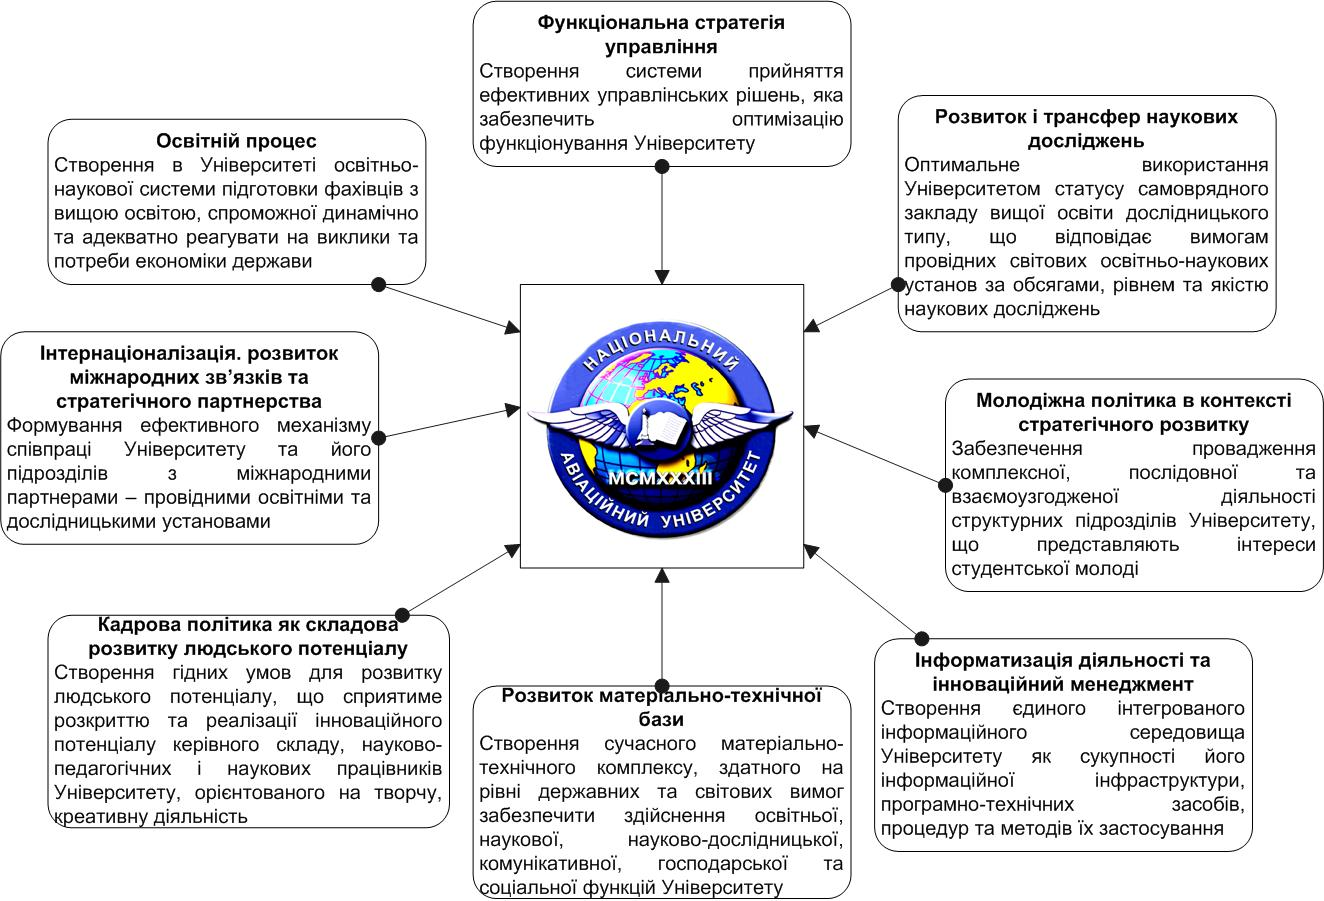 Функціональна стратегія
управління
Створення системи прийняття
ефективних управлінських рішень, яка
забезпечить оптимізацію
функціонування Університету
Розвиток і трансфер наукових
досліджень
Оптимальне використання
Університетом статусу самоврядного
закладу вищої освіти дослідницького
типу, що відповідає вимогам
провідних світових освітньо-наукових
установ за обсягами, рівнем та якістю
наукових досліджень
Освітній процес
Створення в Університеті освітньо-
наукової системи підготовки фахівців з
вищою освітою, спроможної динамічно
та адекватно реагувати на виклики та
потреби економіки держави
Інтернаціоналізація. розвиток
міжнародних зв’язків та
стратегічного партнерства
Формування ефективного механізму
співпраці Університету та його
підрозділів з міжнародними
партнерами – провідними освітніми та
дослідницькими установами
НАЦІОНАЛЬНИЙ
MCMXXXIII
АВІАЦІЙНИЙ УНІВЕРСИТЕТ
Молодіжна політика в контексті
стратегічного розвитку
Забезпечення провадження
комплексної, послідовної та
взаємоузгодженої діяльності
структурних підрозділів Університету,
що представляють інтереси
студентської молоді
Кадрова політика як складова
розвитку людського потенціалу
Створення гідних умов для розвитку
людського потенціалу, що сприятиме
розкриттю та реалізації інноваційного
потенціалу керівного складу, науково-
педагогічних і наукових працівників
Університету, орієнтованого на творчу,
креативну діяльність
Розвиток матеріально-технічної
бази
Створення сучасного матеріально-
технічного комплексу, здатного на
рівні державних та світових вимог
забезпечити здійснення освітньої,
наукової, науково-дослідницької,
комунікативної, господарської та
соціальної функцій Університету
Інформатизація діяльності та
інноваційний менеджмент
Створення єдиного інтегрованого
інформаційного середовища
Університету як сукупності його
інформаційної інфраструктури,
програмно-технічних засобів,
процедур та методів їх застосування